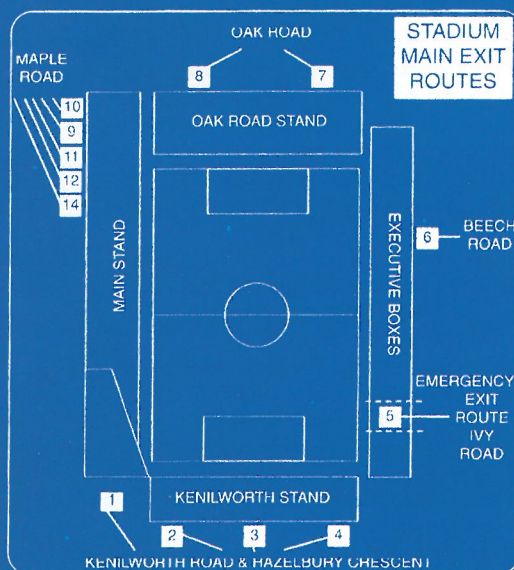 OAK ROAD
STADIUM
MAIN EXIT
ROUTES
MAPLE
ROAD
8
7
10
9
11
12
14
OAK ROAD STAND
MAIN STAND
EXECUTIVE BOXES
6
BEECH
ROAD
EMERGENCY
EXIT
ROUTE
IVY
ROAD
5
KENILWORTH STAND
1
2
3
4
KENILWORTH ROAD & HAZELBURY CRESCENT